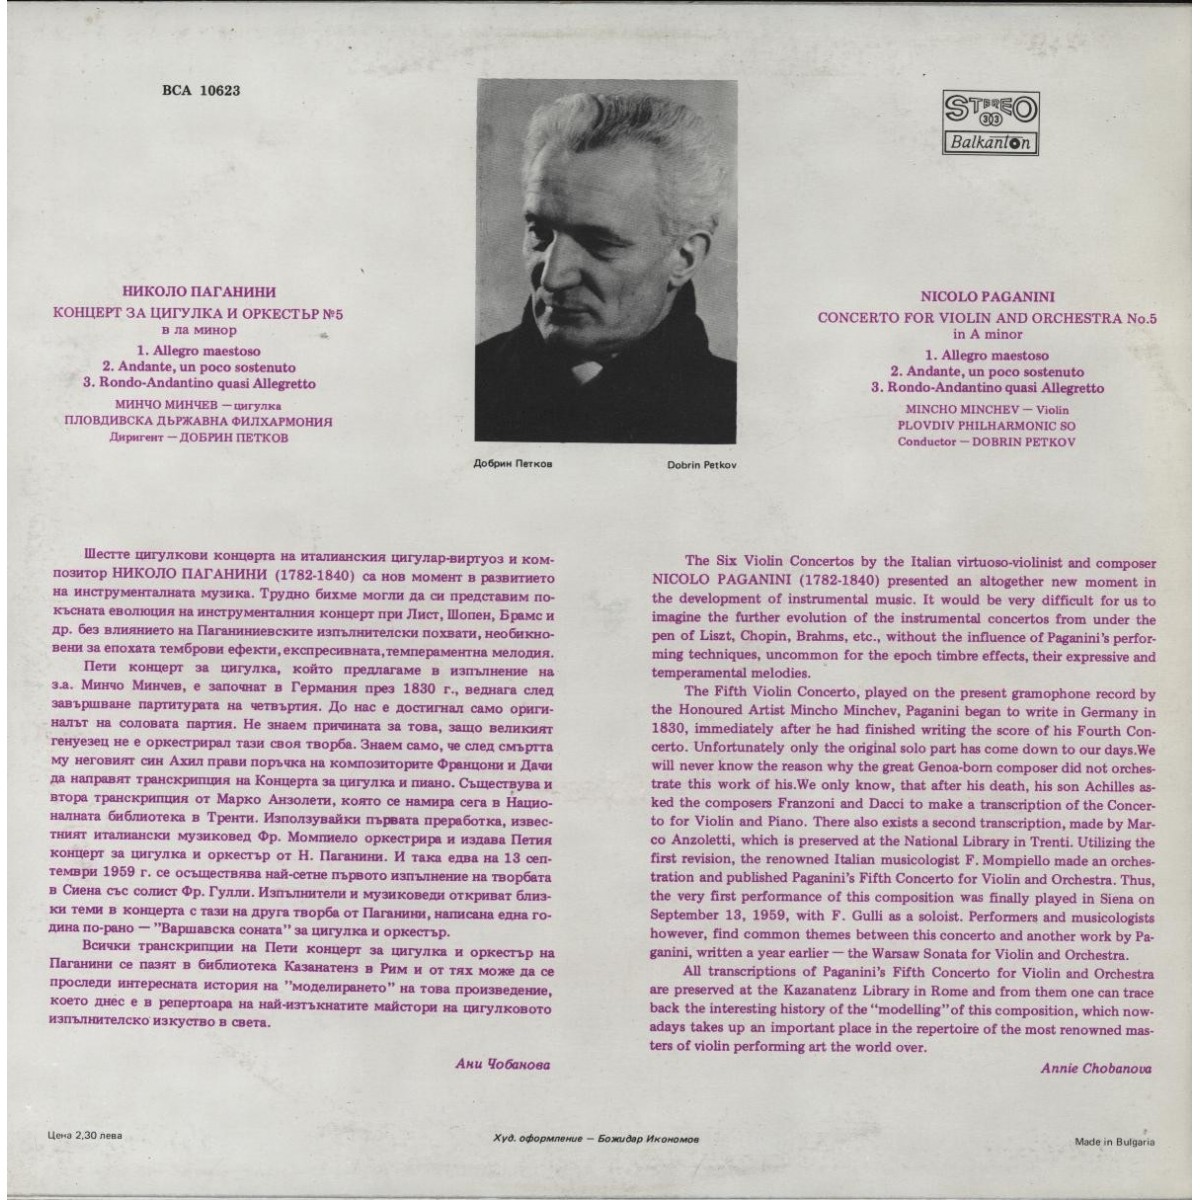 BCA 10623
STEREO
33
Balkanton
НИКОЛО ПАГАНИНИ
КОНЦЕРТ ЗА ЦИГУЛКА И ОРКЕСТЪР №5
в ла минор
1. Allegro maestoso
2. Andante, un poco sostenuto
3. Rondo-Andantino quasi Allegretto
МИНЧО МИНЧЕВ — цигулка
ПЛОВДИВСКА ДЪРЖАВНА ФИЛХАРМОНИЯ
Диригент — ДОБРИН ПЕТКОВ
NICOLO PAGANINI
CONCERTO FOR VIOLIN AND ORCHESTRA No.5
in A minor
1. Allegro maestoso
2. Andante, un poco sostenuto
3. Rondo-Andantino quasi Allegretto
MINCHO MINCHEV — Violin
PLOVDIV PHILHARMONIC SO
Conductor — DOBRIN PETKOV
Добрин Петков
Dobrin Petkov
Шестте цигулкови концерта на италианския цигулар-виртуоз и ком-
позитор НИКОЛО ПАГАНИНИ (1782-1840) са нов момент в развитието
на инструменталната музика. Трудно бихме могли да си представим по-
късната еволюция на инструменталния концерт при Лист, Шопен, Брамс и
др. без влиянието на Паганиниевските изпълнителски похвати, необикно-
вени за епохата темброви ефекти, експресивната, темпераментна мелодия.
Пети концерт за цигулка, който предлагаме в изпълнение на
з.а. Минчо Минчев, е започнат в Германия през 1830 г., веднага след
завършване партитурата на четвъртия. До нас е достигнал само ориги-
налът на соловата партия. Не знаем причината за това, защо великият
генуезец не е оркестрирал тази своя творба. Знаем само, че след смъртта
му неговият син Ахил прави поръчка на композиторите Францони и Дачи
да направят транскрипция на Концерта за цигулка и пиано. Съществува и
втора транскрипция от Марко Анзолети, която се намира сега в Нацио-
налната библиотека в Тренти. Използувайки първата преработка, извес-
тният италиански музиковед Фр. Момпиело оркестрира и издава Петия
концерт за цигулка и оркестър от Н. Паганини. И така едва на 13 сеп-
тември 1959 г. се осъществява най-сетне първото изпълнение на творбата
в Сиена със солист Фр. Гулли. Изпълнители и музиковеди откриват близ-
ки теми в концерта с тази на друга творба от Паганини, написана една го-
дина по-рано — "Варшавска соната" за цигулка и оркестър.
Всички транскрипции на Пети концерт за цигулка и оркестър на
Паганини се пазят в библиотека Казанатенз в Рим и от тях може да се
проследи интересната история на "моделирането" на това произведение,
което днес е в репертоара на най-изтъкнатите майстори на цигулковото
изпълнителско изкуство в света.
Ани Чобанова
The Six Violin Concertos by the Italian virtuoso-violinist and composer
NICOLO PAGANINI (1782-1840) presented an altogether new moment in
the development of instrumental music. It would be very difficult for us to
imagine the further evolution of the instrumental concertos from under the
pen of Liszt, Chopin, Brahms, etc., without the influence of Paganini's perfor-
ming techniques, uncommon for the epoch timbre effects, their expressive and
temperamental melodies.
The Fifth Violin Concerto, played on the present gramophone record by
the Honoured Artist Mincho Minchev, Paganini began to write in Germany in
1830, immediately after he had finished writing the score of his Fourth Con-
certo. Unfortunately only the original solo part has come down to our days.We
will never know the reason why the great Genoa-born composer did not orches-
trate this work of his.We only know, that after his death, his son Achilles as-
ked the composers Franzoni and Dacci to make a transcription of the Concer-
to for Violin and Piano. There also exists a second transcription, made by Mar-
co Anzoletti, which is preserved at the National Library in Trenti. Utilizing the
first revision, the renowned Italian musicologist F. Mompiello made an orches-
tration and published Paganini's Fifth Concerto for Violin and Orchestra. Thus,
the very first performance of this composition was finally played in Siena on
September 13, 1959, with F. Gulli as a soloist. Performers and musicologists
however, find common themes between this concerto and another work by Pa-
ganini, written a year earlier — the Warsaw Sonata for Violin and Orchestra.
All transcriptions of Paganini's Fifth Concerto for Violin and Orchestra
are preserved at the Kazanatenz Library in Rome and from them one can trace
back the interesting history of the "modelling"of this composition, which now-
adays takes up an important place in the repertoire of the most renowned mas-
ters of violin performing art the world over.
Annie Chobanova
Цена 2,30 лева
Худ. оформление — Божидар Икономов
Made in Bulgaria